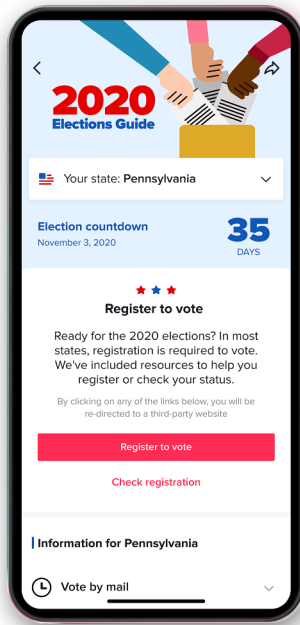 2020
Elections Guide
Your state: Pennsylvania
Election countdown
November 3, 2020
35
DAYS
Register to vote
Ready for the 2020 elections? In most
states, registration is required to vote.
We've included resources to help you
register or check your status.
By clicking on any of the links below, you will be
re-directed to a third-party website
Register to vote
Check registration
Information for Pennsylvania
Vote by mail